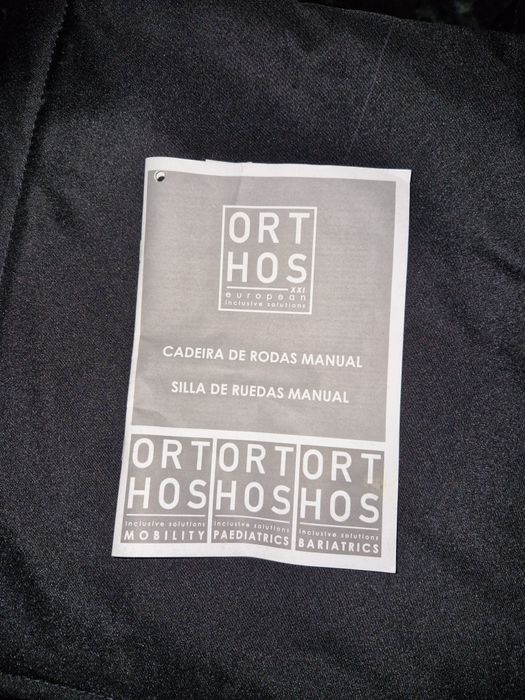 ORT
HOS
XXI
european
inclusive solutions
CADEIRA DE RODAS MANUAL
SILLA DE RUEDAS MANUAL
ORT
HOS
inclusive solutions
MOBILITY
ORT
HOS
inclusive solutions
PAEDIATRICS
ORT
HOS
inclusive solutions
BARIATRICS